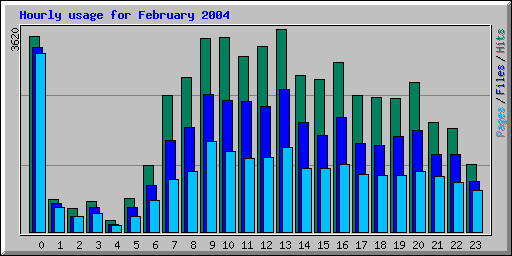 Hourly usage for February 2004
3620
Pages / Files / Hits
0 1 2 3 4 5 6 7 8 9 10 11 12 13 14 15 16 17 18 19 20 21 22 23